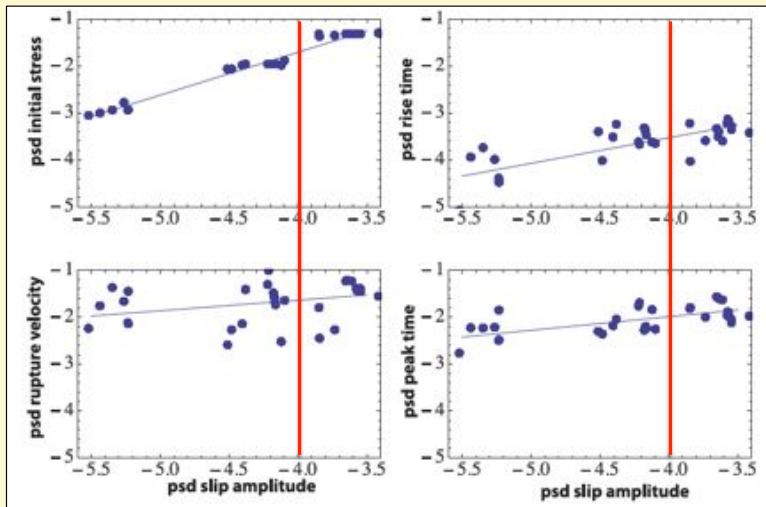 psd initial stress
−1
−2
−3
−4
−5
−5.5 −5.0 −4.5 −4.0 −3.5
psd rise time
−1
−2
−3
−4
−5
−5.5 −5.0 −4.5 −4.0 −3.5
psd rupture velocity
−1
−2
−3
−4
−5
−5.5 −5.0 −4.5 −4.0 −3.5
psd slip amplitude
psd peak time
−1
−2
−3
−4
−5
−5.5 −5.0 −4.5 −4.0 −3.5
psd slip amplitude